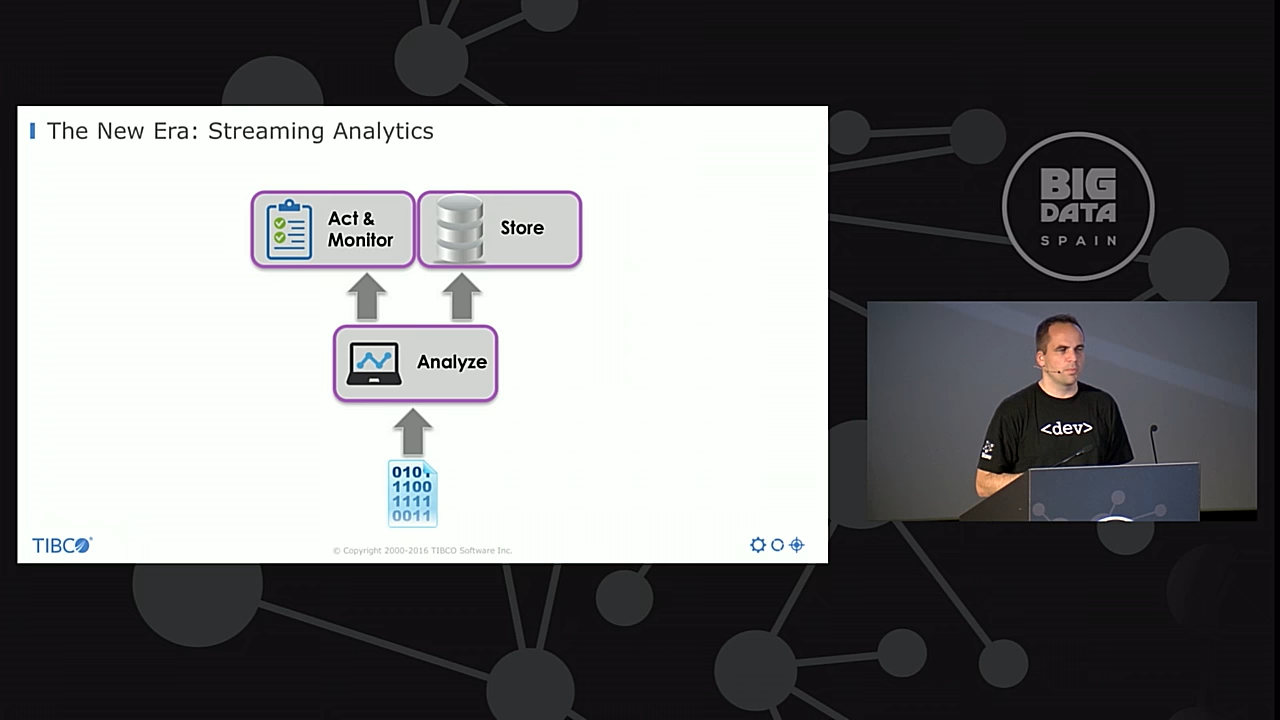 The New Era: Streaming Analytics
Act &
Monitor
Store
Analyze
0101
1100
1111
0011
TIBCO
© Copyright 2000-2016 TIBCO Software Inc.
BIG
DATA
SPAIN
<dev>